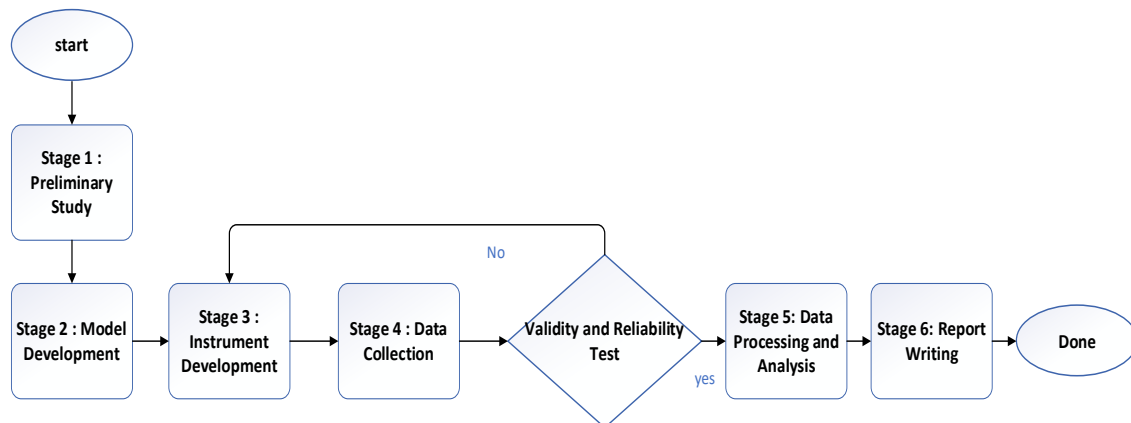 start
Stage 1 :
Preliminary
Study
No
Stage 2 : Model
Development
Stage 3 :
Instrument
Development
Stage 4 : Data
Collection
Validity and Reliability
Test
yes
Stage 5: Data
Processing and
Analysis
Stage 6: Report
Writing
Done